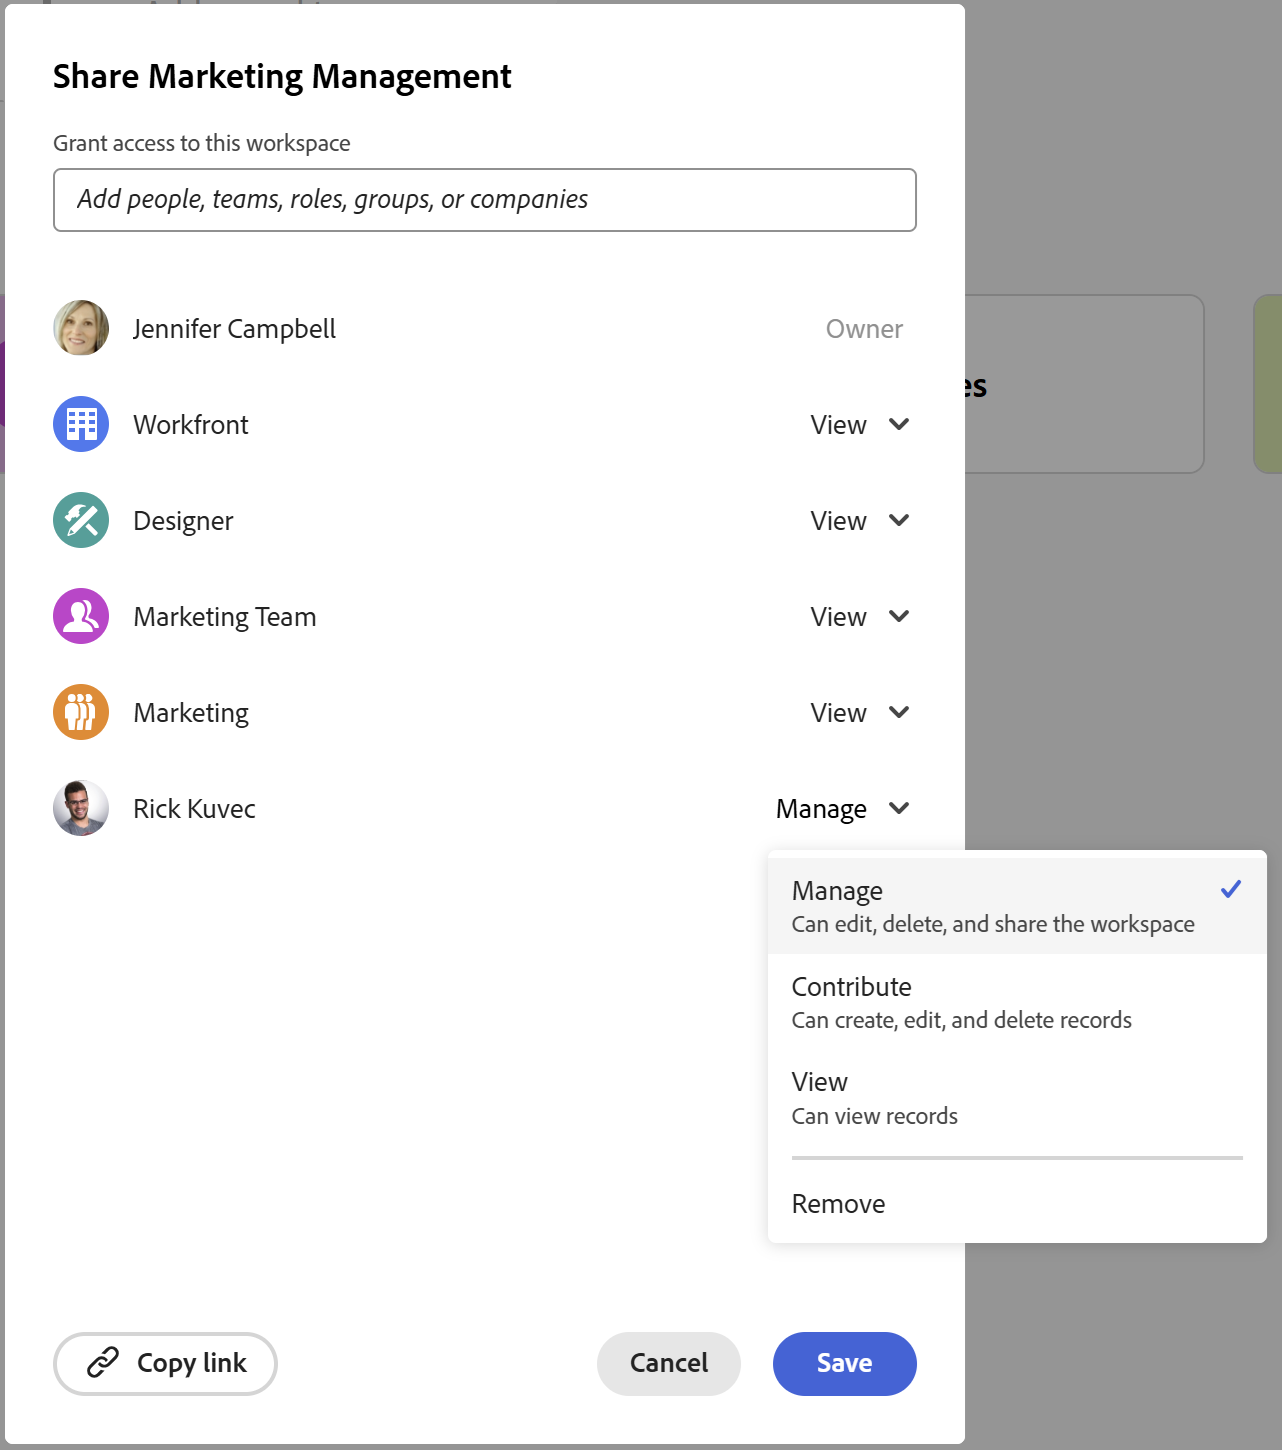 Share Marketing Management
Grant access to this workspace
Add people, teams, roles, groups, or companies
Jennifer Campbell Owner
Workfront View
Designer View
Marketing Team View
Marketing View
Rick Kuvec Manage
Manage
Can edit, delete, and share the workspace
Contribute
Can create, edit, and delete records
View
Can view records
Remove
Copy link Cancel Save